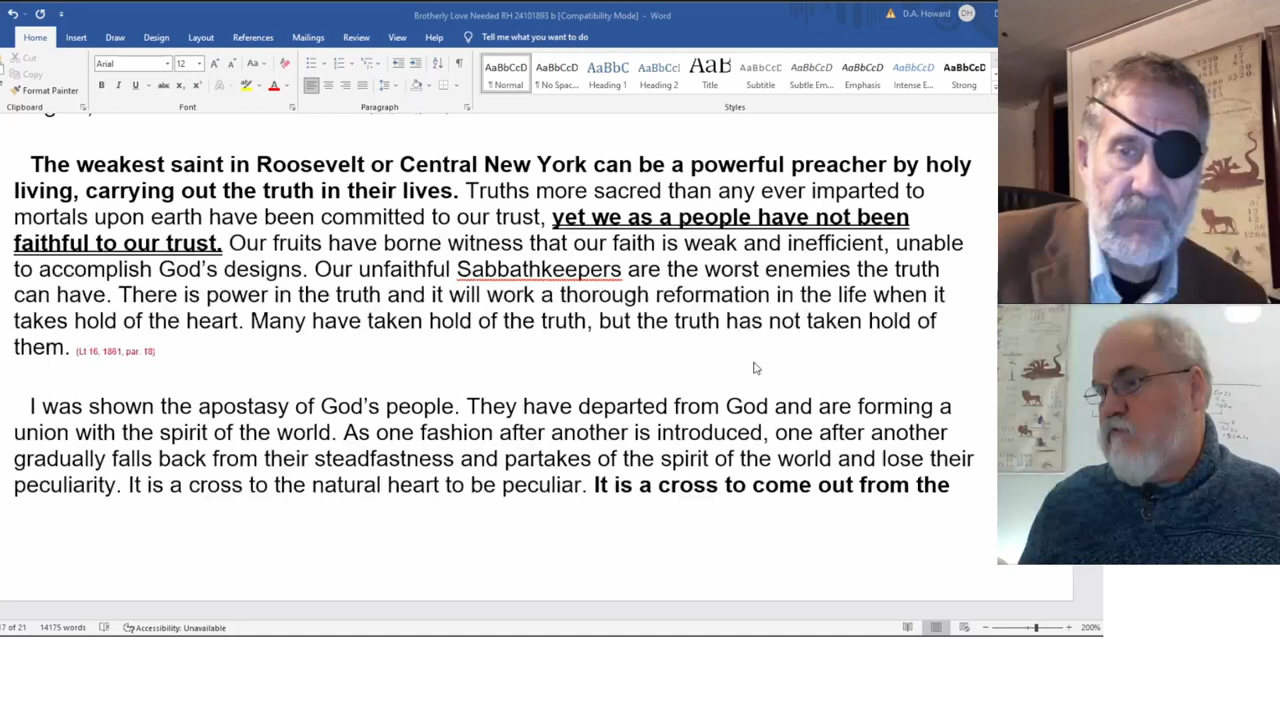 Brotherly Love Needed RH 24101893 b [Compatibility Mode] - Word
D.A. Howard DH
Home Insert Draw Design Layout References Mailings Review View Help Tell me what you want to do
Cut
Copy
Format Painter
Clipboard
Arial 12
Font
Paragraph
AaBbCcD AaBbCcD AaBbC AaBbCc AaB AaBbCcD AaBbCcD AaBbCcD AaBbCcD AaBbCcD
¶ Normal ¶ No Spac... Heading 1 Heading 2 Title Subtitle Subtle Em... Emphasis Intense E... Strong
Styles
The weakest saint in Roosevelt or Central New York can be a powerful preacher by holy
living, carrying out the truth in their lives. Truths more sacred than any ever imparted to
mortals upon earth have been committed to our trust, yet we as a people have not been
faithful to our trust. Our fruits have borne witness that our faith is weak and inefficient, unable
to accomplish God's designs. Our unfaithful Sabbathkeepers are the worst enemies the truth
can have. There is power in the truth and it will work a thorough reformation in the life when it
takes hold of the heart. Many have taken hold of the truth, but the truth has not taken hold of
them. (Lt 16, 1861, par. 18)
I was shown the apostasy of God's people. They have departed from God and are forming a
union with the spirit of the world. As one fashion after another is introduced, one after another
gradually falls back from their steadfastness and partakes of the spirit of the world and lose their
peculiarity. It is a cross to the natural heart to be peculiar. It is a cross to come out from the
17 of 21 14175 words Accessibility: Unavailable 200%